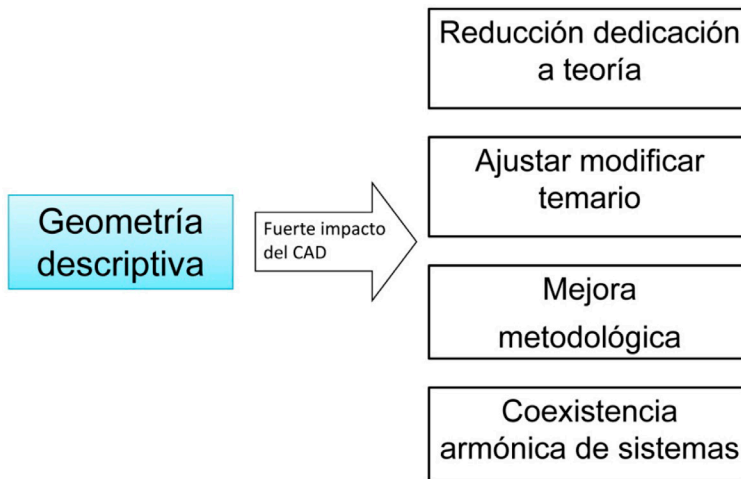 Geometría
descriptiva
Fuerte impacto
del CAD
Reducción dedicación
a teoría
Ajustar modificar
temario
Mejora
metodológica
Coexistencia
armónica de sistemas